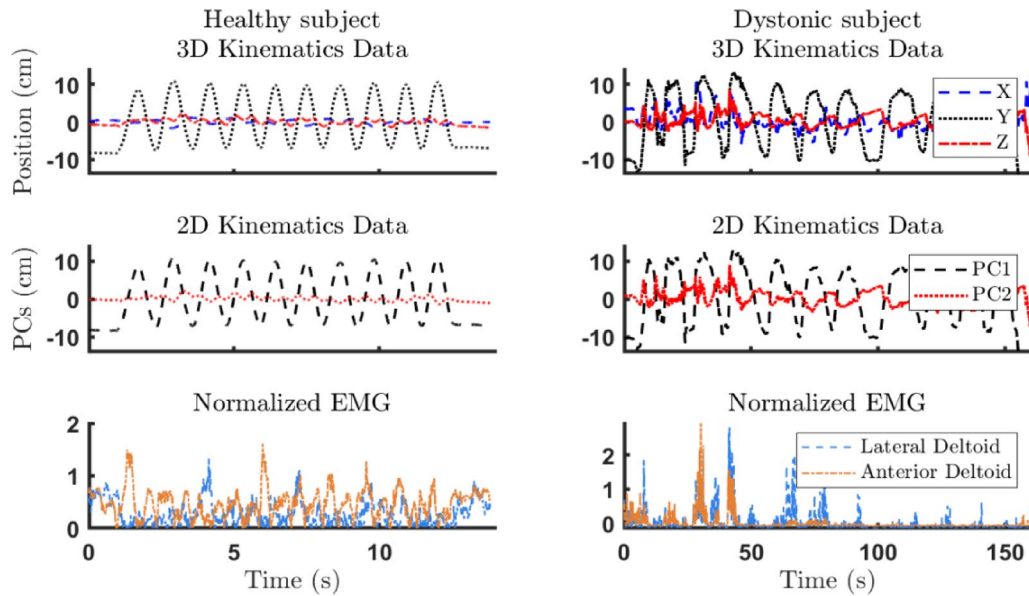 Healthy subject
3D Kinematics Data
Position (cm)
10
0
-10
Dystonic subject
3D Kinematics Data
10
0
-10
X
Y
Z
2D Kinematics Data
PCs (cm)
10
0
-10
2D Kinematics Data
10
0
-10
PC1
PC2
Normalized EMG
2
1
0
0
5
10
Time (s)
Normalized EMG
2
1
0
Lateral Deltoid
Anterior Deltoid
0
50
100
150
Time (s)